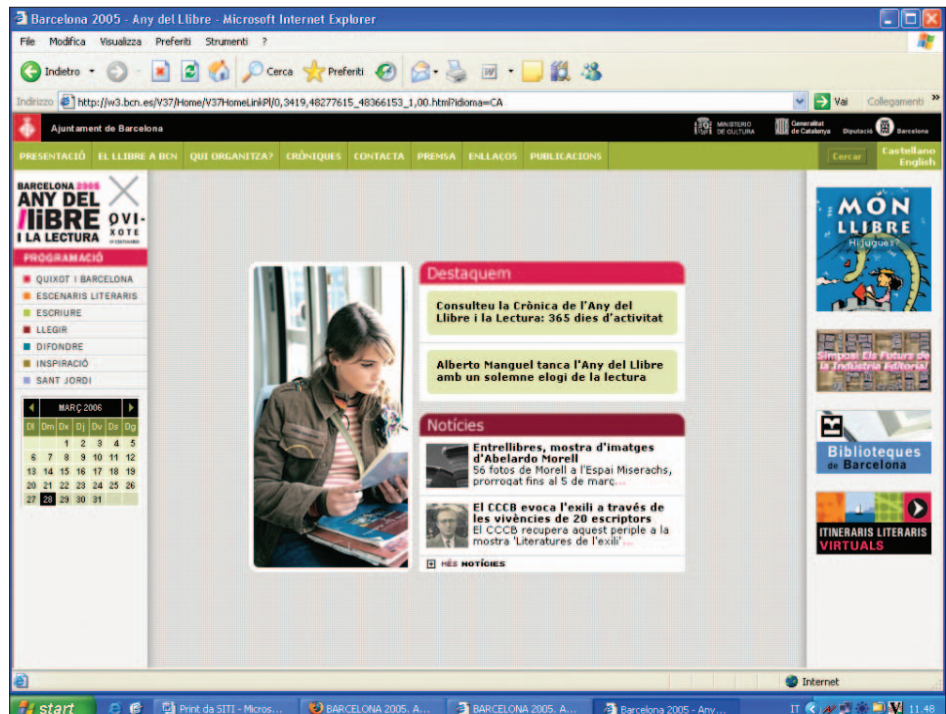 Barcelona 2005 - Any del Llibre - Microsoft Internet Explorer
File Modifica Visualizza Preferiti Strumenti ?
Indietro Cerca Preferiti
Indirizzo http://w3.bcn.es/V37/Home/V37HomeLinkPl/0,3419,48277615_48366153_1,00.html?idioma=CA Vai Collegamenti »
Ajuntament de Barcelona
MINISTERIO DE CULTURA
Generalitat de Catalunya
Diputació Barcelona
PRESENTACIÓ EL LLIBRE A BCN QUI ORGANITZA? CRÒNIQUES CONTACTA PREMSA ENLLAÇOS PUBLICACIONS Cercar
Castellano
English
BARCELONA 2005
ANY DEL
lliBRE
I LA LECTURA
QVI-
XOTE
PROGRAMACIÓ
QUIXOT I BARCELONA
ESCENARIS LITERARIS
ESCRIURE
LLEGIR
DIFONDRE
INSPIRACIÓ
SANT JORDI
MARÇ 2006
Dl Dm Dx Dj Dv Ds Dg
1 2 3 4 5
6 7 8 9 10 11 12
13 14 15 16 17 18 19
20 21 22 23 24 25 26
27 28 29 30 31
Destaquem
Consulteu la Crònica de l'Any del
Llibre i la Lectura: 365 dies d'activitat
Alberto Manguel tanca l'Any del Llibre
amb un solemne elogi de la lectura
Notícies
Entrellibres, mostra d'imatges
d'Abelardo Morell
56 fotos de Morell a l'Espai Miserachs,
prorrogat fins al 5 de març...
El CCCB evoca l'exili a través de
les vivències de 20 escriptors
El CCCB recupera aquest periple a la
mostra 'Literatures de l'exili'...
MÉS NOTÍCIES
MÓN
LLIBRE
Hi jugues?
Simposi Els Futurs de
la Indústria Editorial
Biblioteques
de Barcelona
ITINERARIS LITERARIS
VIRTUALS
Internet
start Print da SITI - Micros... BARCELONA 2005. A... BARCELONA 2005. A... Barcelona 2005 - Any... IT 11.48